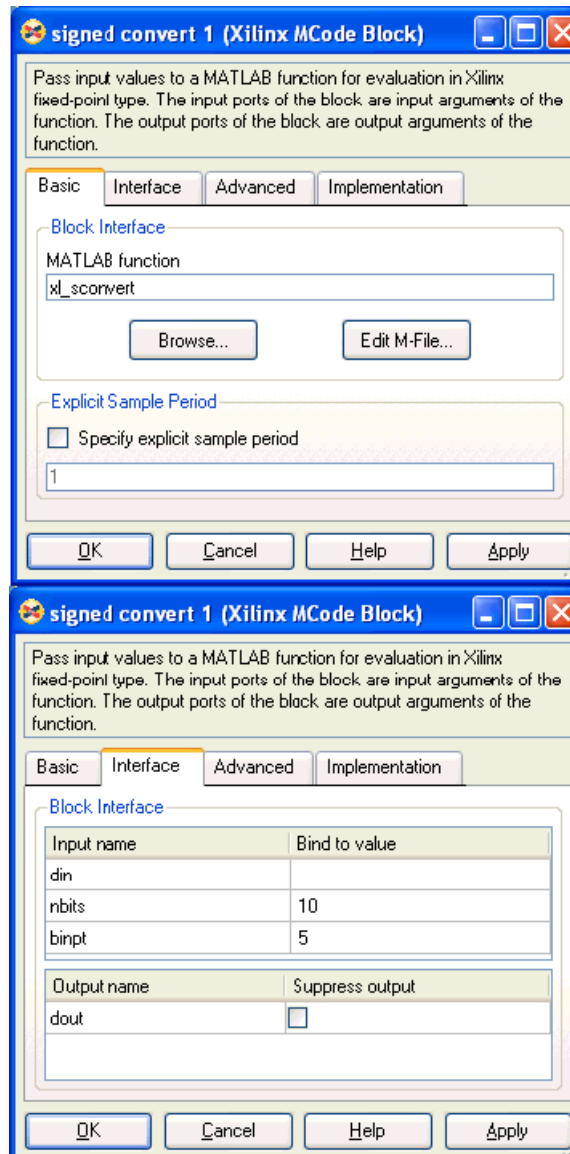 signed convert 1 (Xilinx MCode Block)
Pass input values to a MATLAB function for evaluation in Xilinx
fixed-point type. The input ports of the block are input arguments of the
function. The output ports of the block are output arguments of the
function.
Basic Interface Advanced Implementation
Block Interface
MATLAB function
xl_sconvert
Browse... Edit M-File...
Explicit Sample Period
Specify explicit sample period
1
OK Cancel Help Apply
signed convert 1 (Xilinx MCode Block)
Pass input values to a MATLAB function for evaluation in Xilinx
fixed-point type. The input ports of the block are input arguments of the
function. The output ports of the block are output arguments of the
function.
Basic Interface Advanced Implementation
Block Interface
Input name Bind to value
din
nbits 10
binpt 5
Output name Suppress output
dout
OK Cancel Help Apply